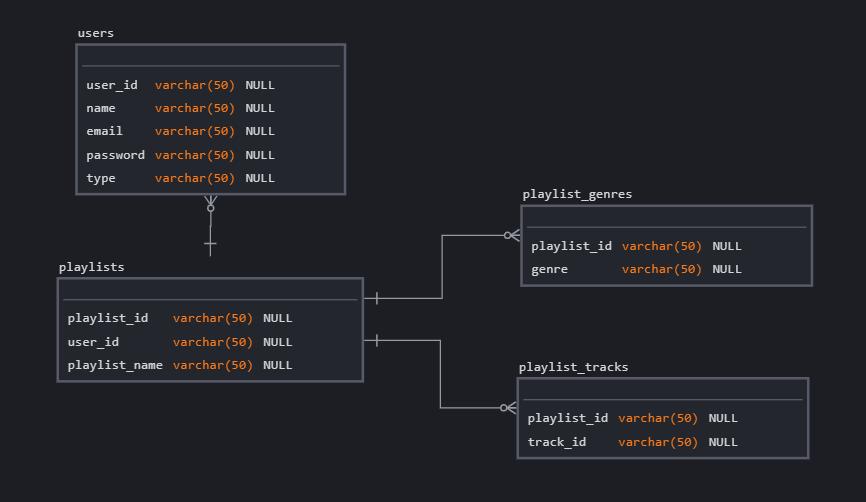 users
user_id varchar(50) NULL
name varchar(50) NULL
email varchar(50) NULL
password varchar(50) NULL
type varchar(50) NULL
playlists
playlist_id varchar(50) NULL
user_id varchar(50) NULL
playlist_name varchar(50) NULL
playlist_genres
playlist_id varchar(50) NULL
genre varchar(50) NULL
playlist_tracks
playlist_id varchar(50) NULL
track_id varchar(50) NULL